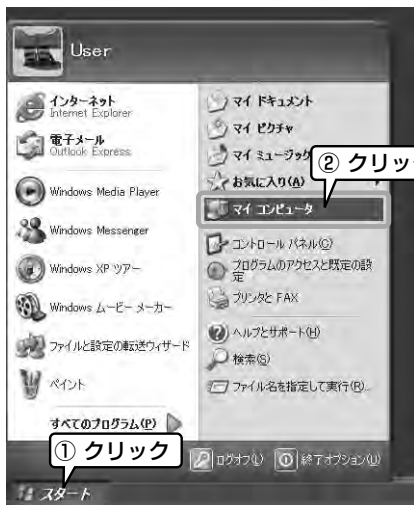 User
インターネット
Internet Explorer
電子メール
Outlook Express
Windows Media Player
Windows Messenger
Windows XP ツアー
Windows ムービー メーカー
ファイルと設定の転送ウィザード
ペイント
すべてのプログラム(P)
① クリック
マイ ドキュメント
マイ ピクチャ
マイ ミュージック
② クリック
お気に入り(A)
マイ コンピュータ
コントロール パネル(C)
プログラムのアクセスと既定の設
定
プリンタと FAX
ヘルプとサポート(H)
検索(S)
ファイル名を指定して実行(R)...
ログオフ(L)
終了オプション(U)
スタート